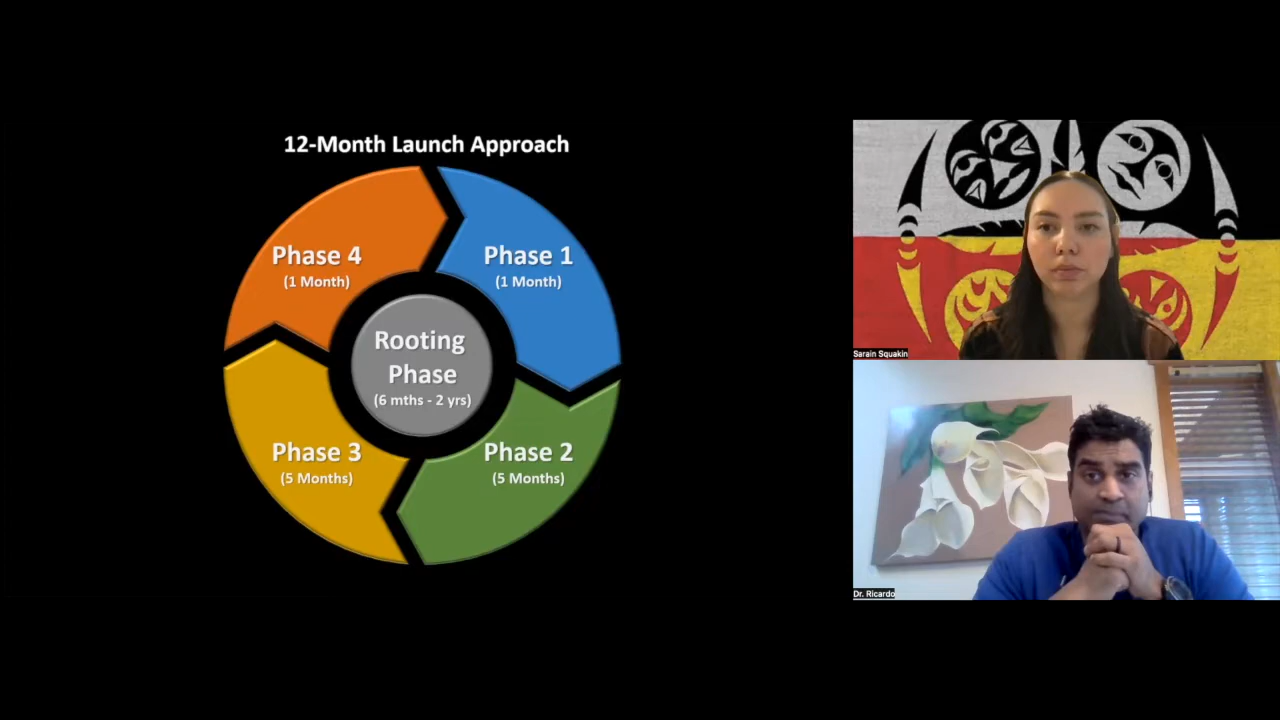 12-Month Launch Approach
Phase 4
(1 Month)
Phase 1
(1 Month)
Rooting
Phase
(6 mths - 2 yrs)
Phase 3
(5 Months)
Phase 2
(5 Months)
Sarain Squakin
Dr. Ricardo